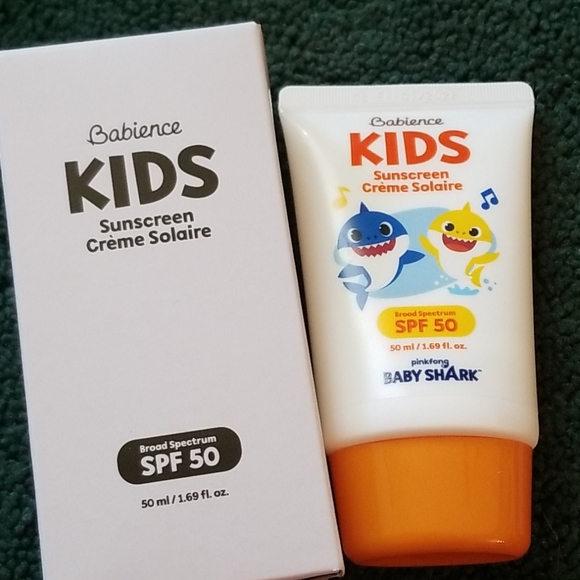 Babience
KIDS
Sunscreen
Crème Solaire
Broad Spectrum
SPF 50
50 ml / 1.69 fl. oz.
Babience
KIDS
Sunscreen
Crème Solaire
Broad Spectrum
SPF 50
50 ml / 1.69 fl. oz.
pinkfong
BABY SHARK™